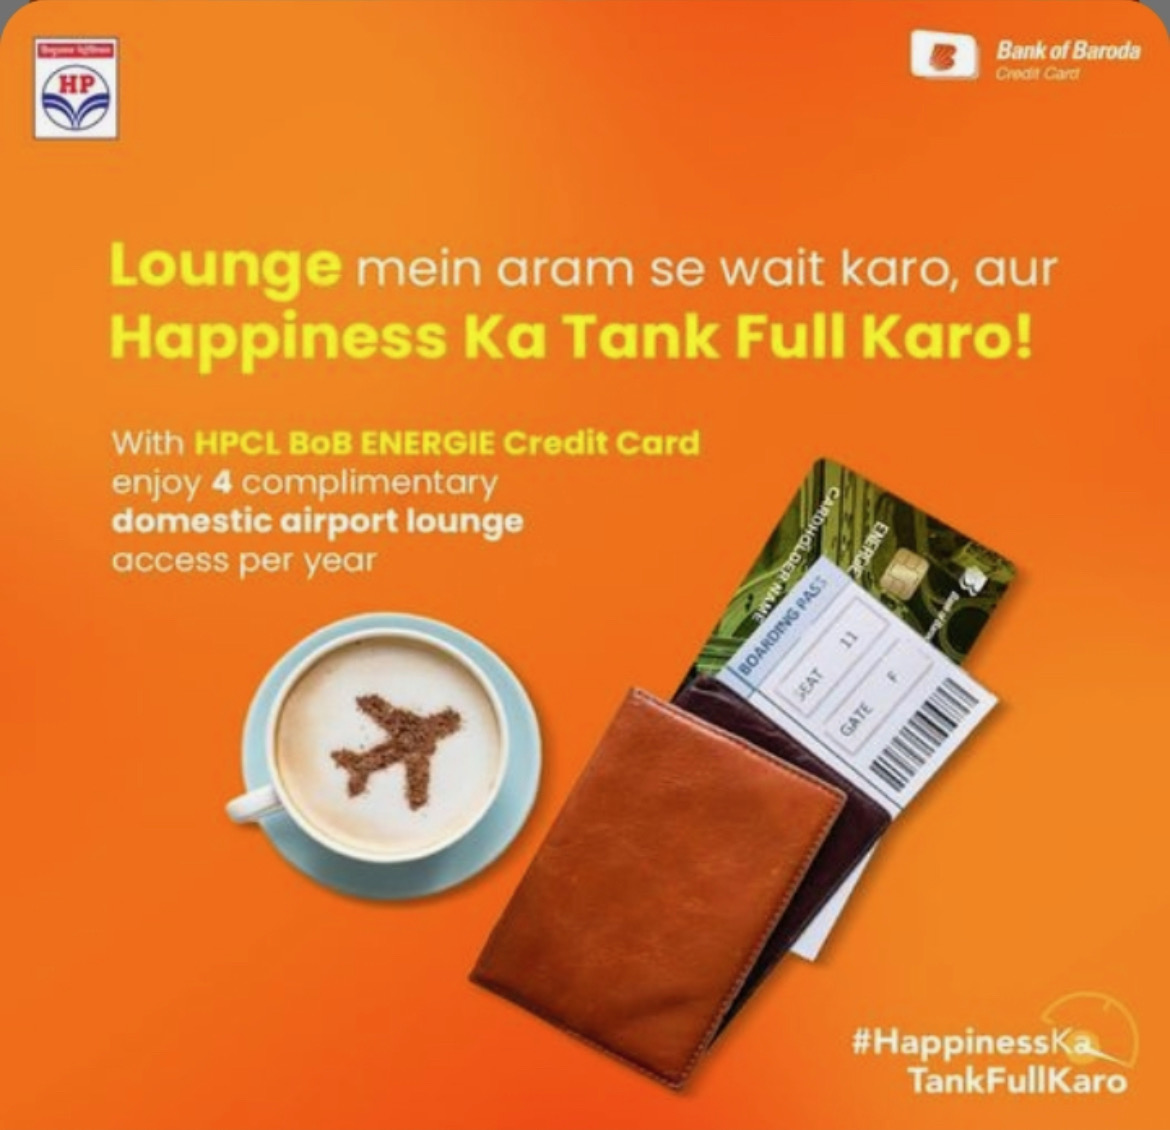 हिन्दुस्तान पेट्रोलियम
HP
Bank of Baroda
Credit Card
Lounge mein aram se wait karo, aur
Happiness Ka Tank Full Karo!
With HPCL BoB ENERGIE Credit Card
enjoy 4 complimentary
domestic airport lounge
access per year
CARDHOLDER NAME
ENERGIE
BOARDING PASS
SEAT
11
GATE
F
#HappinessKa
TankFullKaro